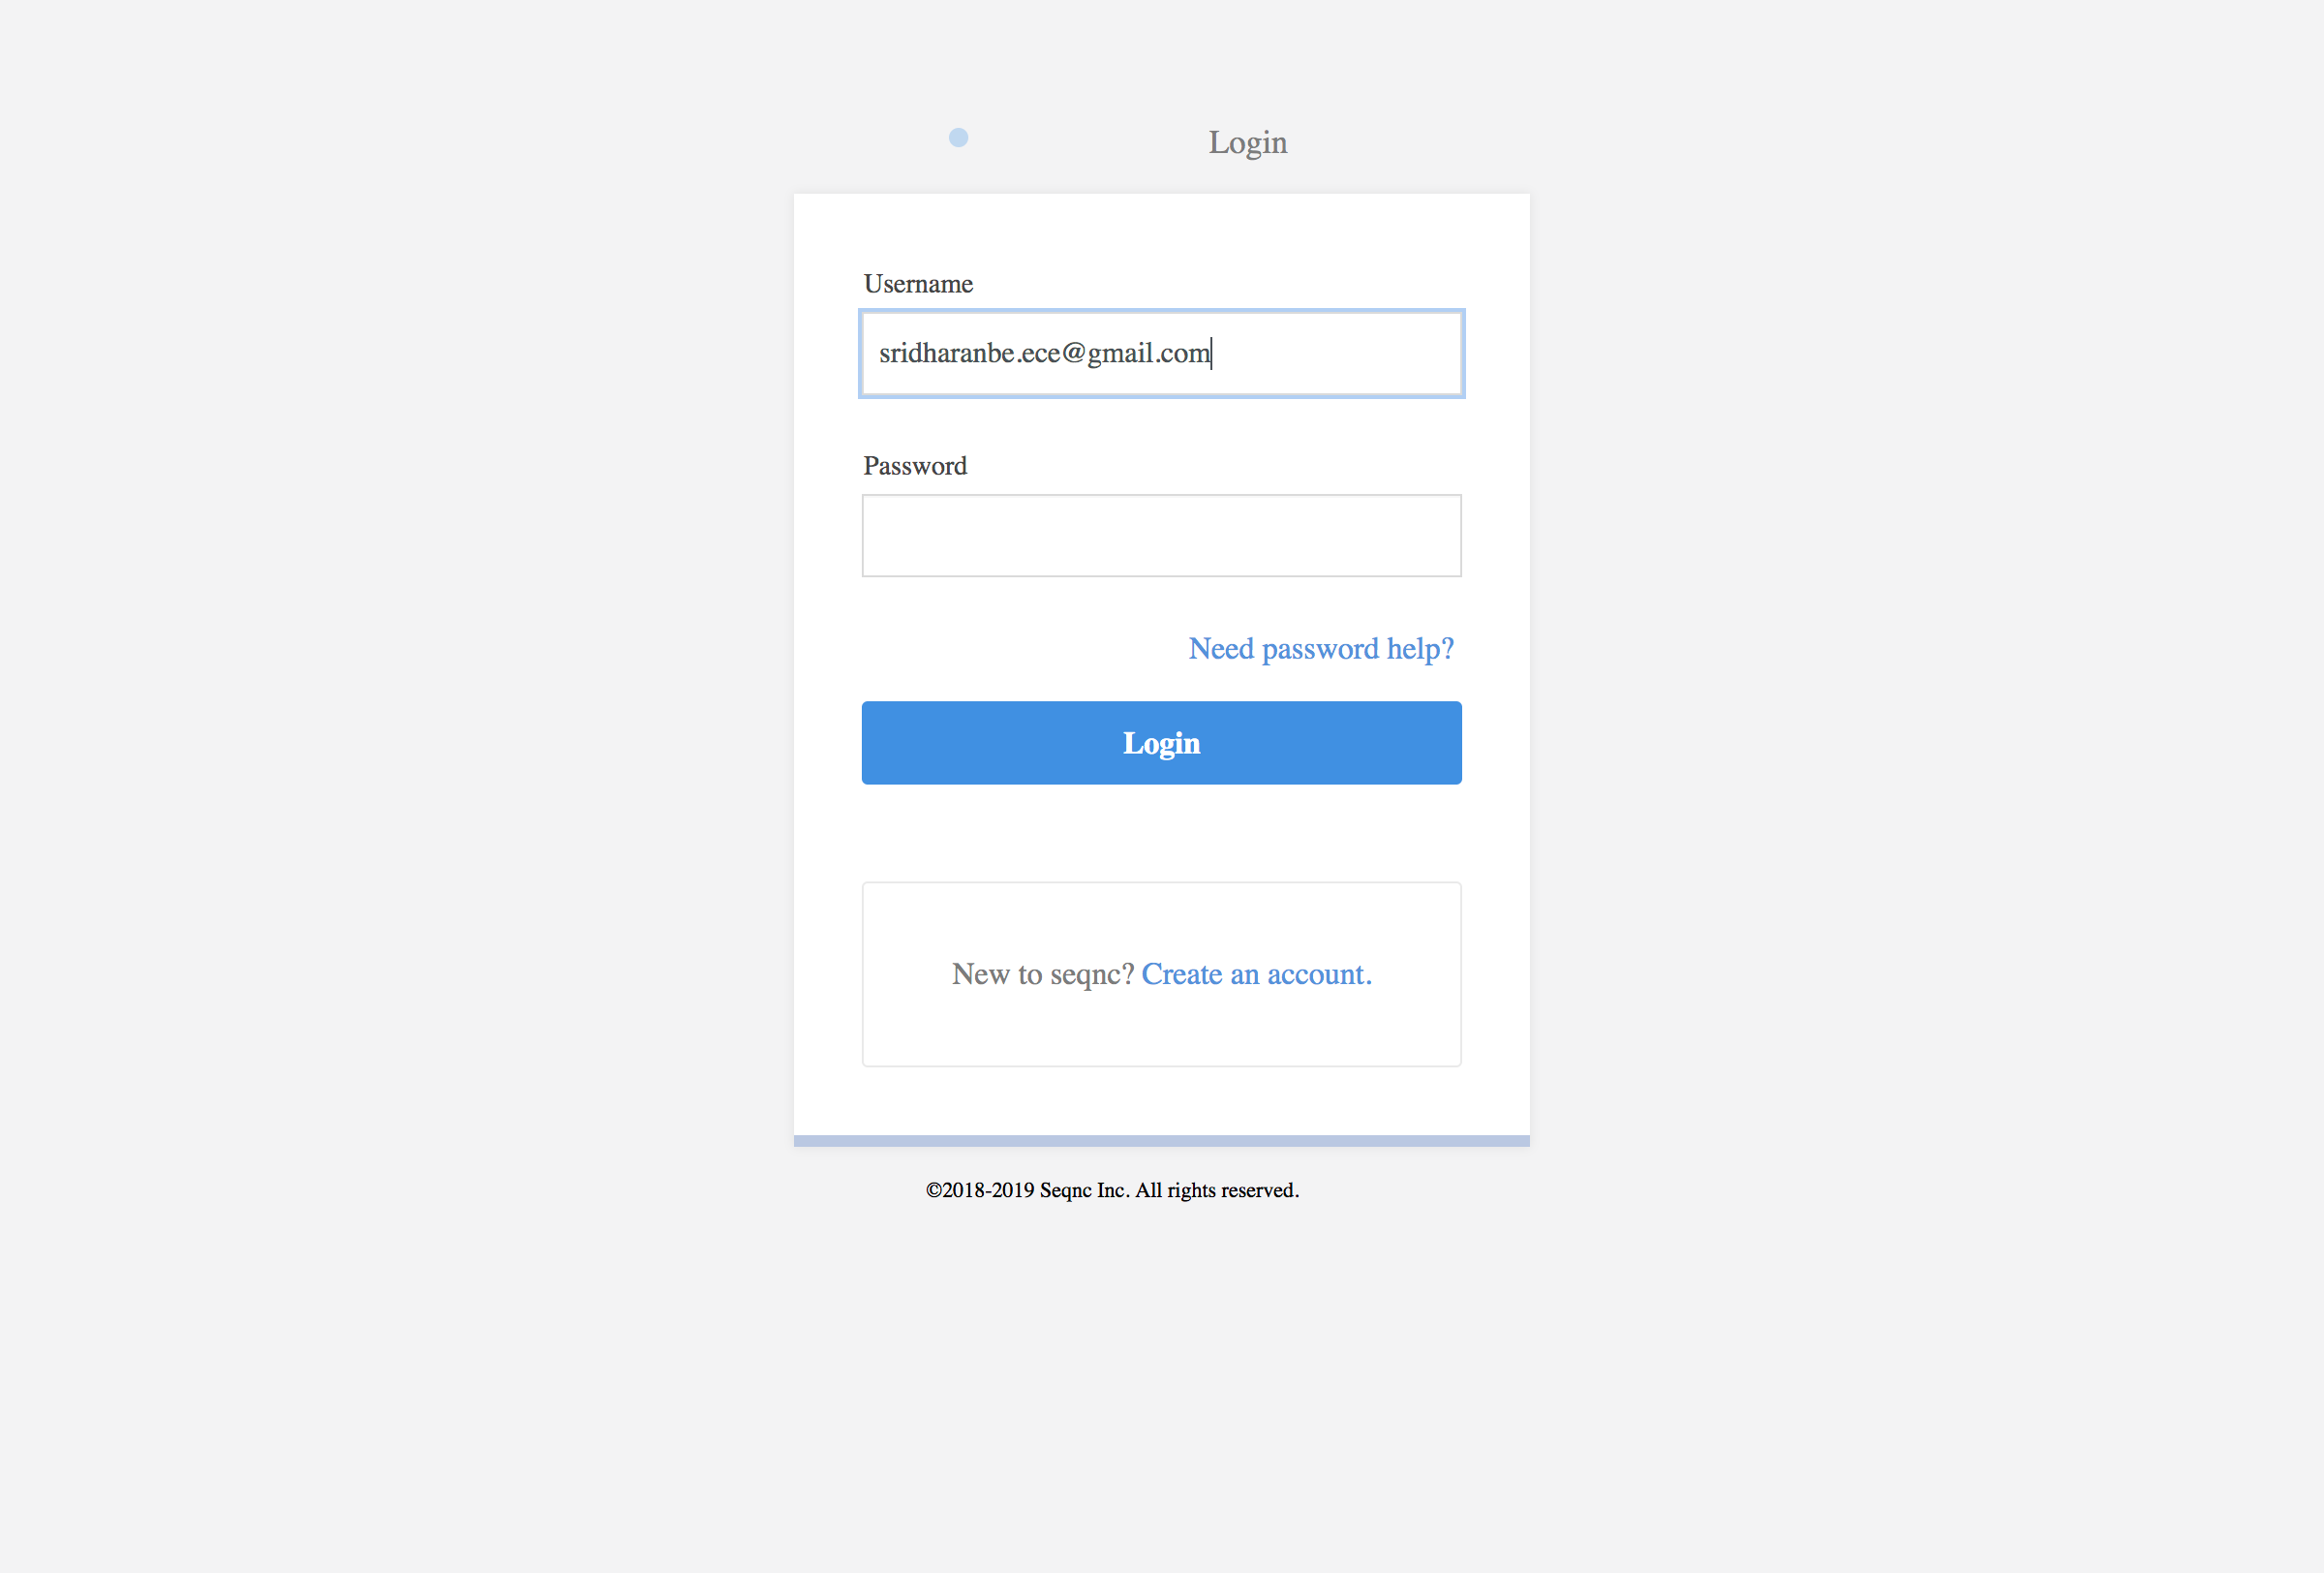 Login
Username
sridharanbe.ece@gmail.com
Password
Need password help?
Login
New to seqnc? Create an account.
©2018-2019 Seqnc Inc. All rights reserved.